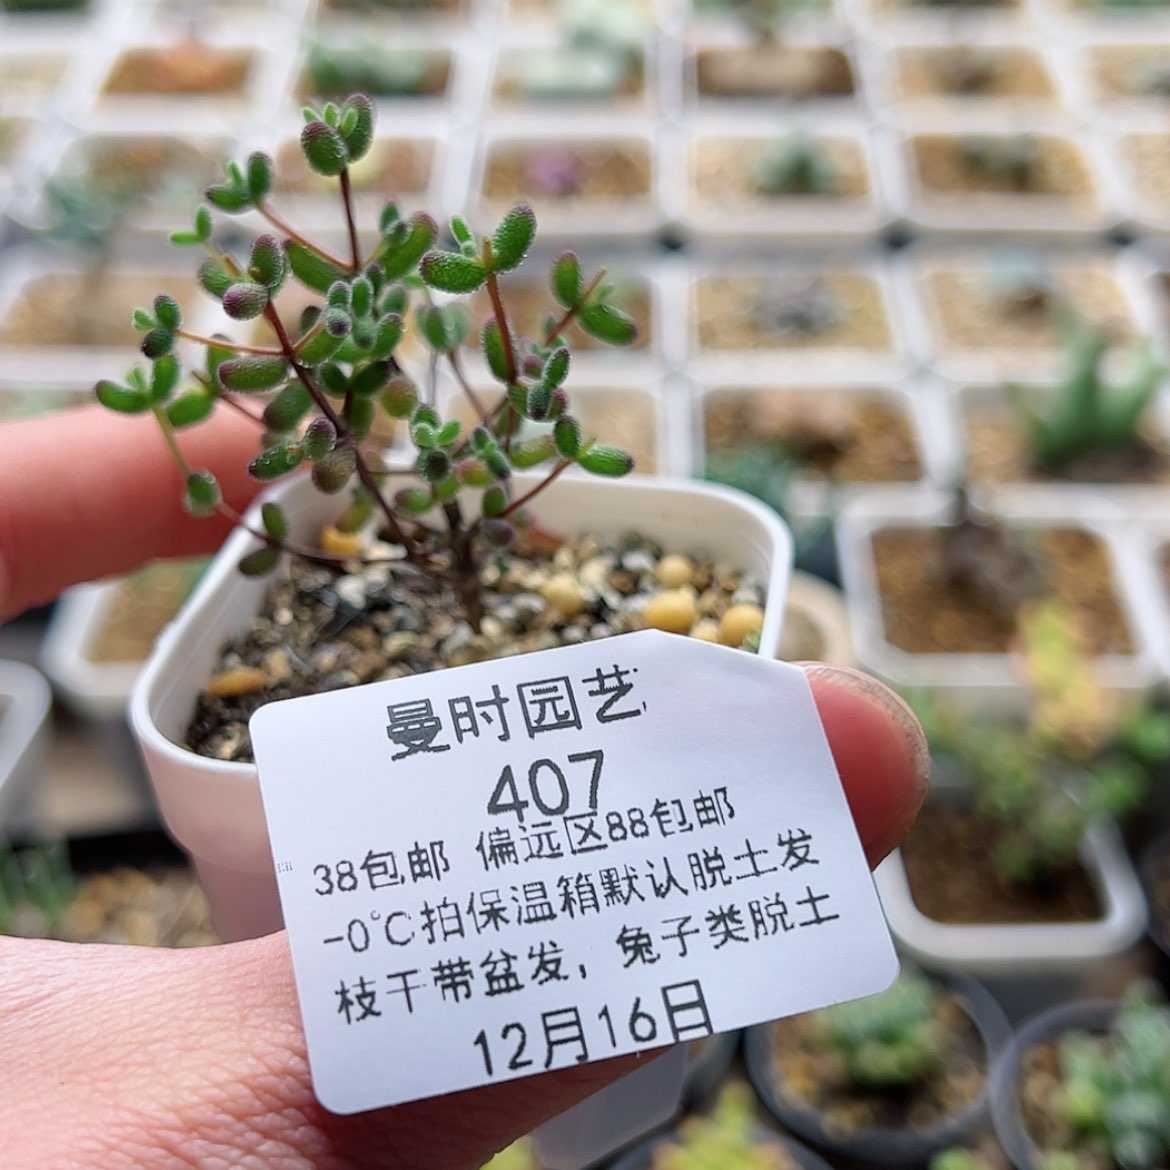 曼时园艺
407
38包邮 偏远区88包邮
-0℃拍保温箱默认脱土发
枝干带盆发，兔子类脱土
12月16日